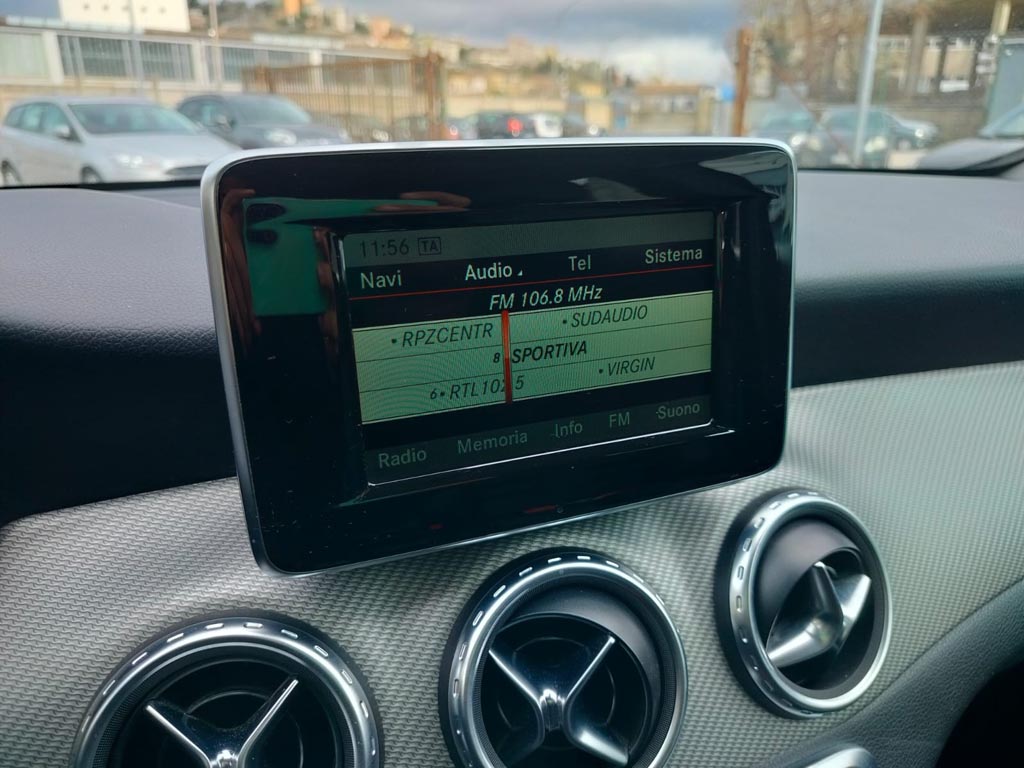 11:56 TA
Navi Audio Tel Sistema
FM 106.8 MHz
• RPZCENTR • SUDAUDIO
8 SPORTIVA
6• RTL102.5 • VIRGIN
Radio Memoria Info FM Suono